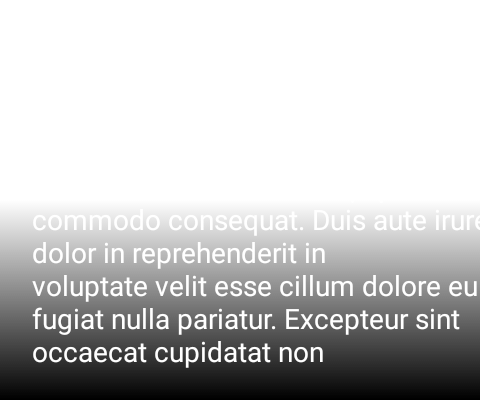 commodo consequat. Duis aute irure
dolor in reprehenderit in
voluptate velit esse cillum dolore eu
fugiat nulla pariatur. Excepteur sint
occaecat cupidatat non